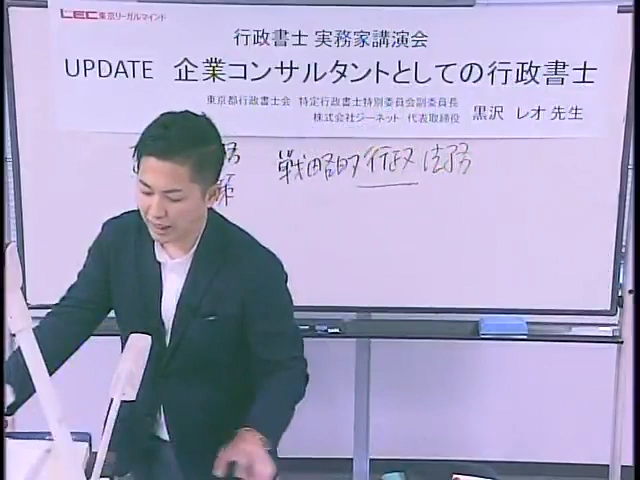 LEC東京リーガルマインド
行政書士 実務家講演会
UPDATE 企業コンサルタントとしての行政書士
東京都行政書士会 特定行政書士特別委員会副委員長
株式会社ジーネット 代表取締役 黒沢 レオ 先生
戦略的行政法務